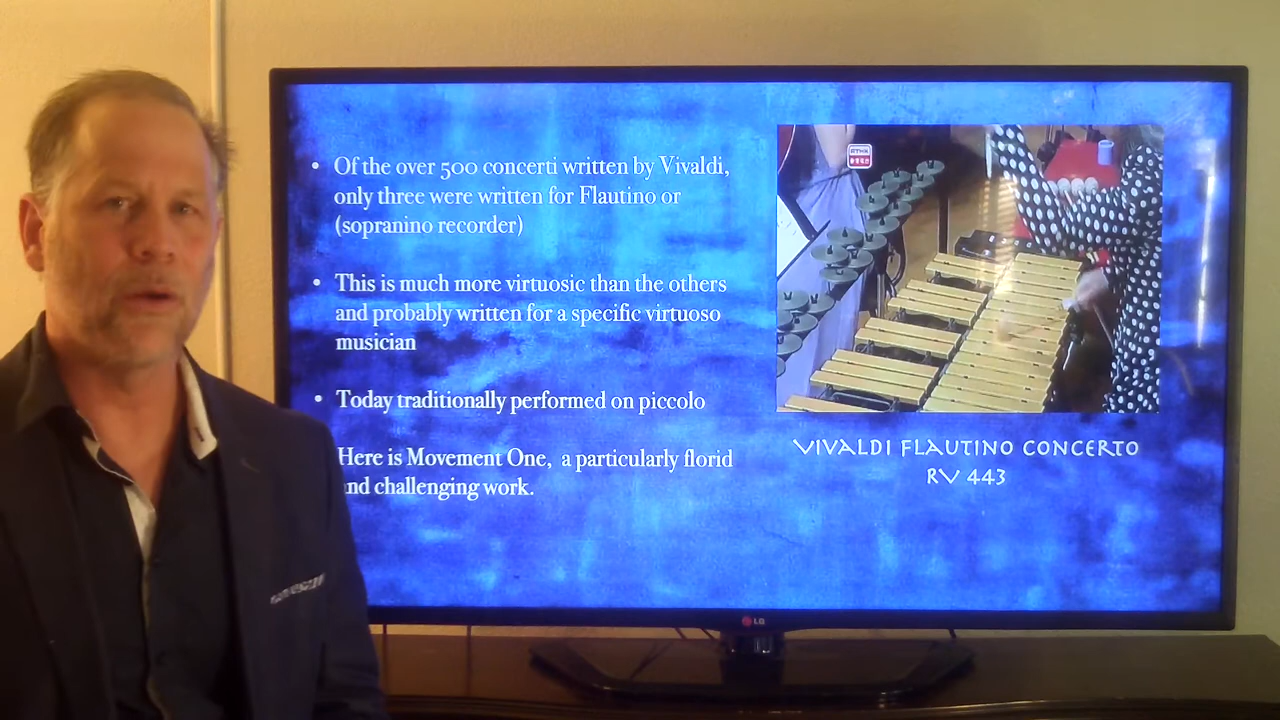 • Of the over 500 concerti written by Vivaldi,
only three were written for Flautino or
(sopranino recorder)
• This is much more virtuosic than the others
and probably written for a specific virtuoso
musician
• Today traditionally performed on piccolo
Here is Movement One, a particularly florid
and challenging work.
RTHK
VIVALDI FLAUTINO CONCERTO
RV 443
LG